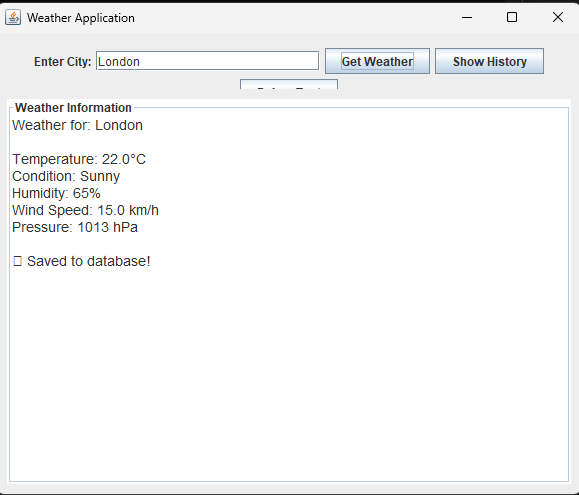 Weather Application
Enter City: London Get Weather Show History
Weather Information
Weather for: London
Temperature: 22.0°C
Condition: Sunny
Humidity: 65%
Wind Speed: 15.0 km/h
Pressure: 1013 hPa
Saved to database!